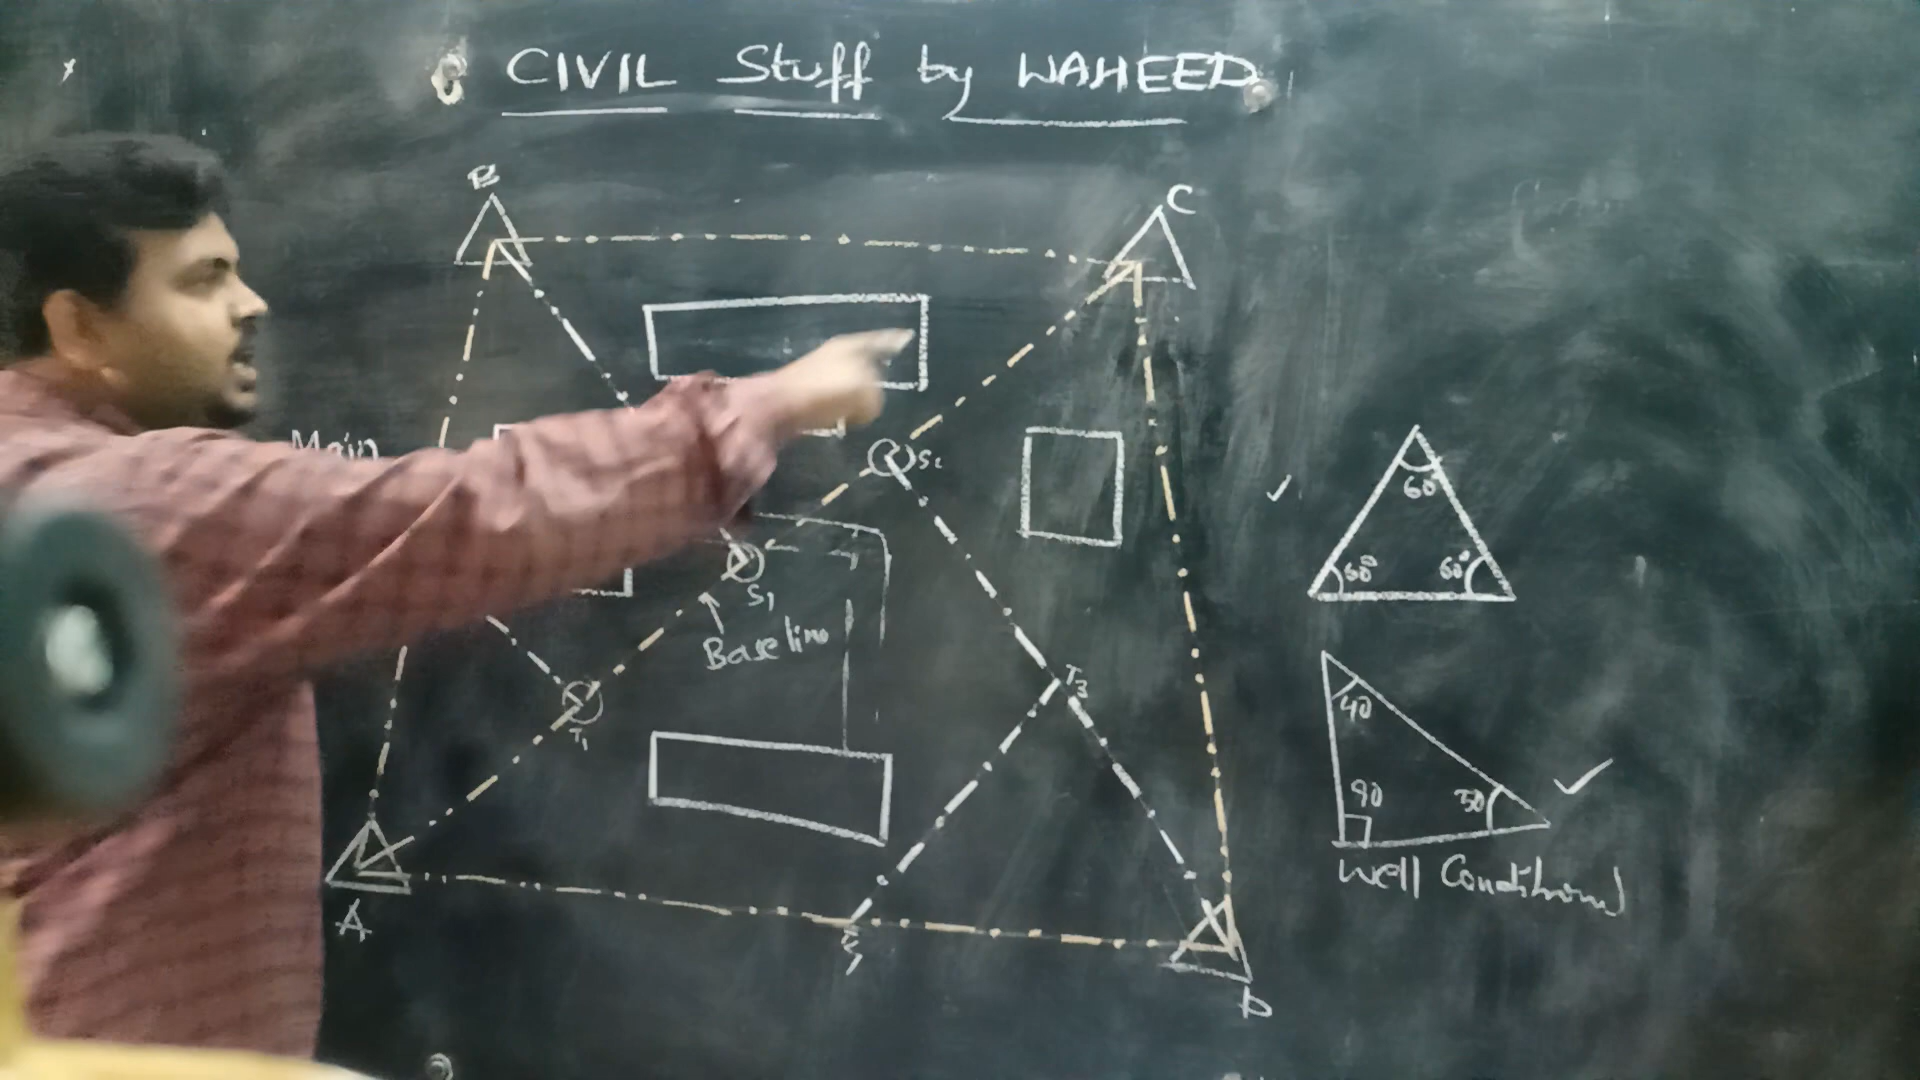 CIVIL Stuff by WAHEED
B
C
Main
S₂
60°
60°
60°
S₁
Base line
T₁
T₃
40
90
50
Well Conditioned
A
D